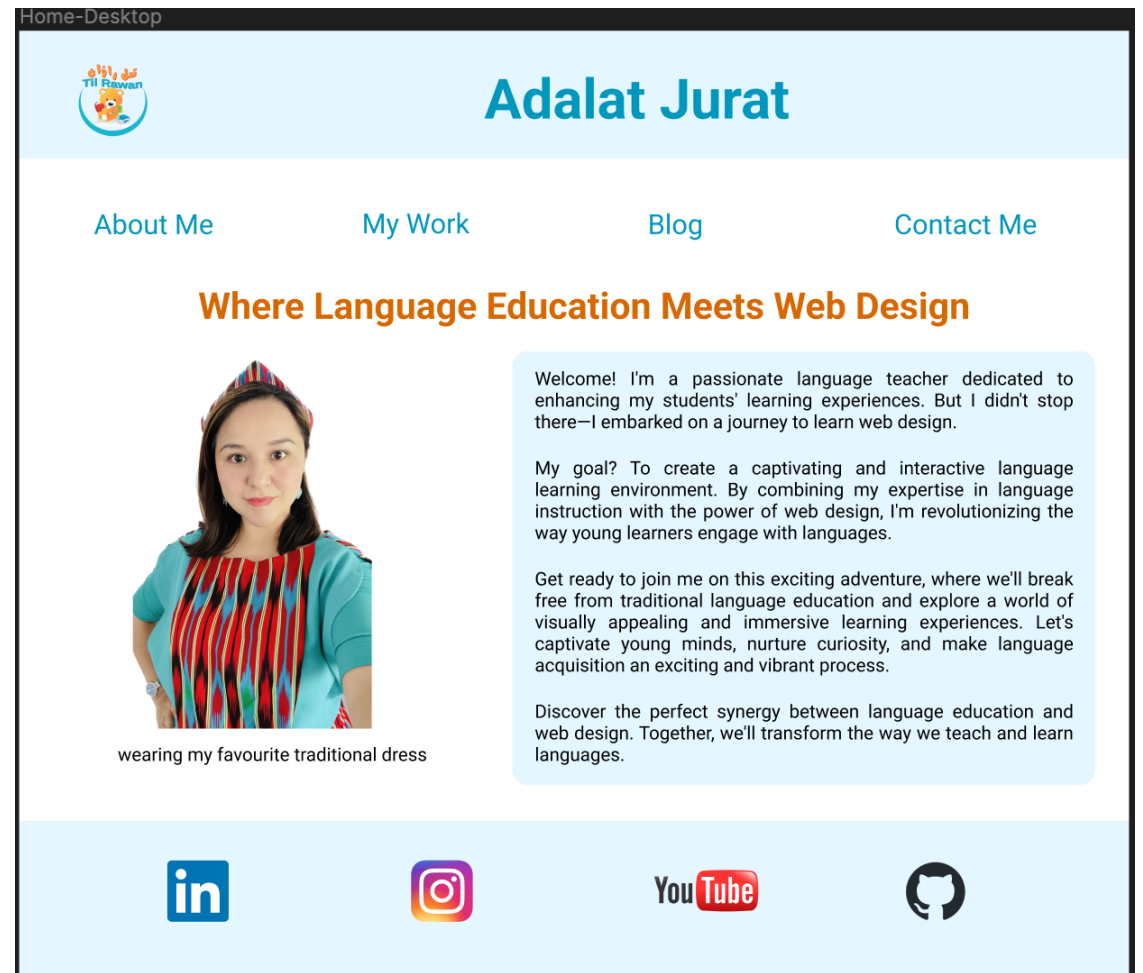 Home-Desktop
تىل راۋان
Til Rawan
Adalat Jurat
About Me
My Work
Blog
Contact Me
Where Language Education Meets Web Design
Welcome! I'm a passionate language teacher dedicated to
enhancing my students' learning experiences. But I didn't stop
there—I embarked on a journey to learn web design.
My goal? To create a captivating and interactive language
learning environment. By combining my expertise in language
instruction with the power of web design, I'm revolutionizing the
way young learners engage with languages.
Get ready to join me on this exciting adventure, where we'll break
free from traditional language education and explore a world of
visually appealing and immersive learning experiences. Let's
captivate young minds, nurture curiosity, and make language
acquisition an exciting and vibrant process.
Discover the perfect synergy between language education and
web design. Together, we'll transform the way we teach and learn
languages.
wearing my favourite traditional dress
in
YouTube